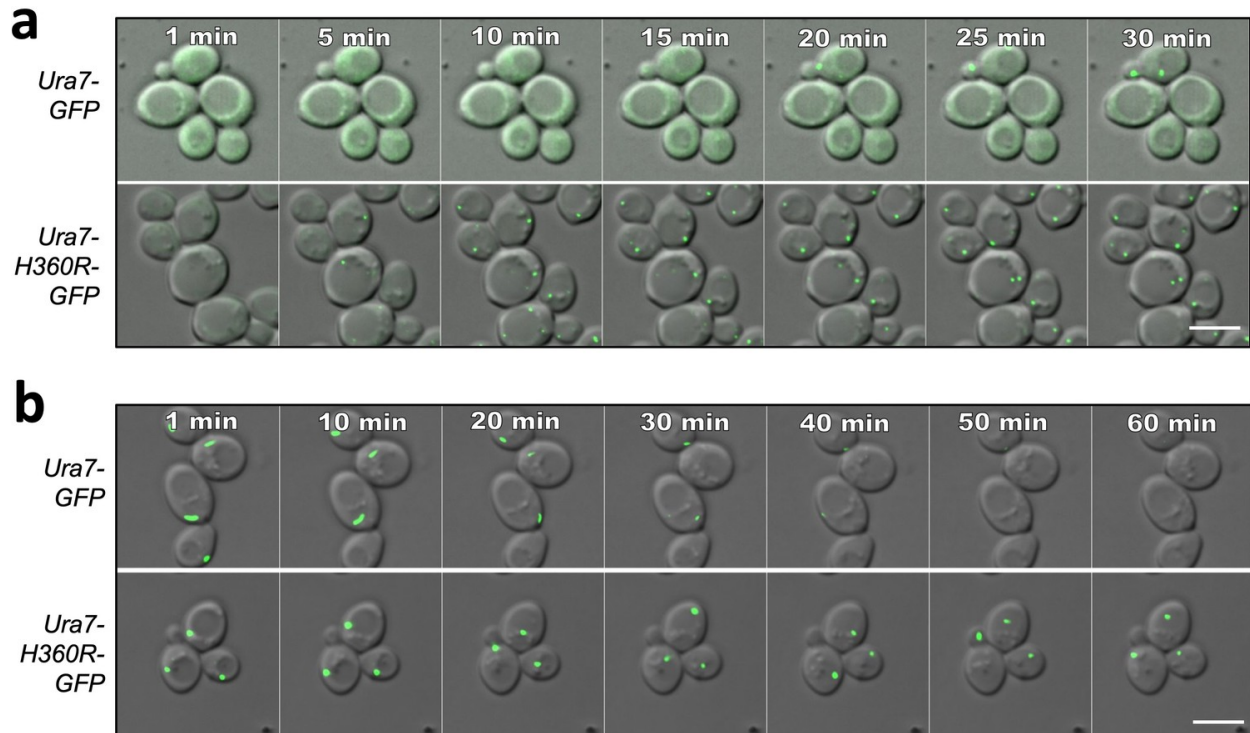 a
1 min 5 min 10 min 15 min 20 min 25 min 30 min
Ura7-
GFP
Ura7-
H360R-
GFP
b
1 min 10 min 20 min 30 min 40 min 50 min 60 min
Ura7-
GFP
Ura7-
H360R-
GFP